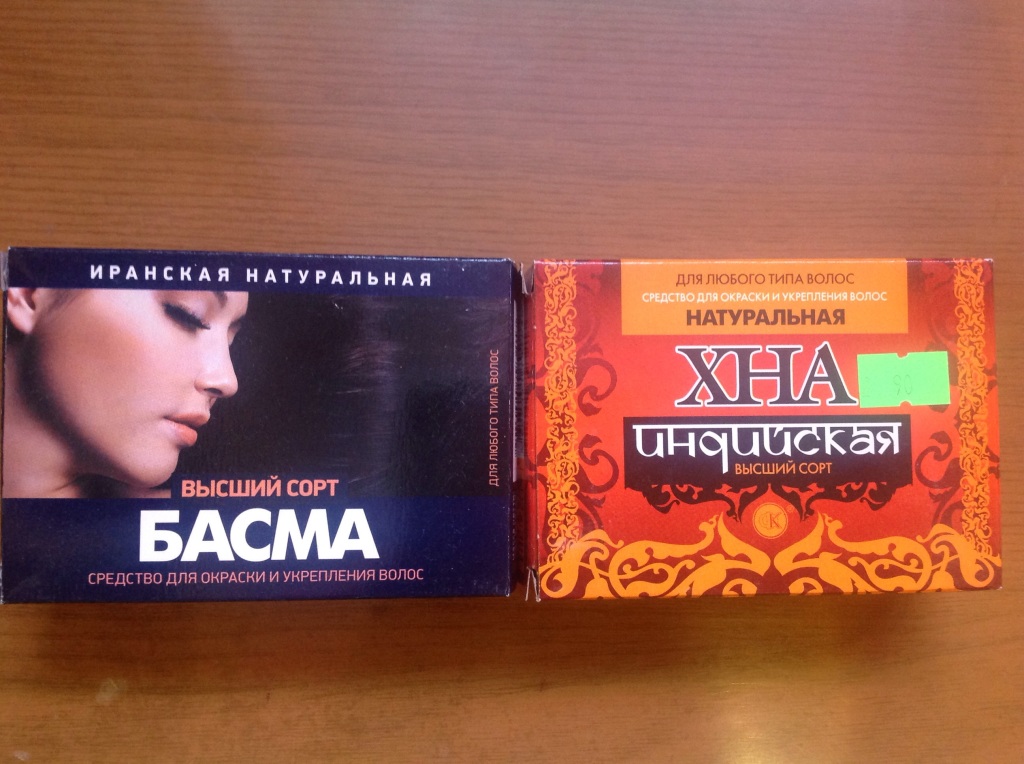 ИРАНСКАЯ НАТУРАЛЬНАЯ
ДЛЯ ЛЮБОГО ТИПА ВОЛОС
ВЫСШИЙ СОРТ
БАСМА
СРЕДСТВО ДЛЯ ОКРАСКИ И УКРЕПЛЕНИЯ ВОЛОС
ДЛЯ ЛЮБОГО ТИПА ВОЛОС
СРЕДСТВО ДЛЯ ОКРАСКИ И УКРЕПЛЕНИЯ ВОЛОС
НАТУРАЛЬНАЯ
ХНА
90
индийская
ВЫСШИЙ СОРТ